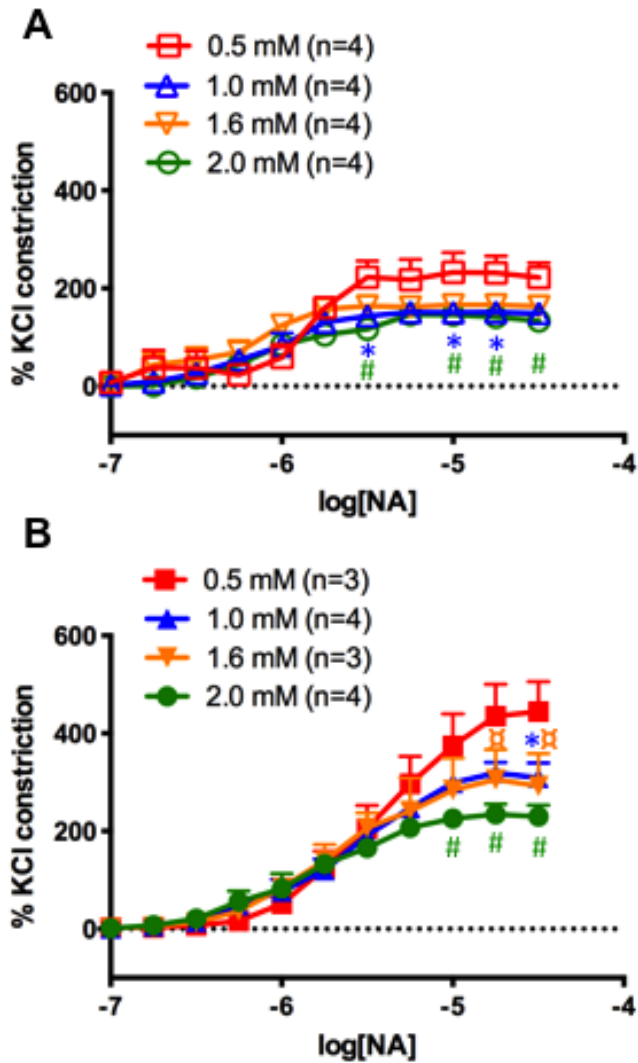 A
0.5 mM (n=4)
1.0 mM (n=4)
1.6 mM (n=4)
2.0 mM (n=4)
% KCl constriction
600
400
200
0
* * *
# # # #
-7 -6 -5 -4
log[NA]
B
0.5 mM (n=3)
1.0 mM (n=4)
1.6 mM (n=3)
2.0 mM (n=4)
% KCl constriction
600
400
200
0
¤ *¤
# # #
-7 -6 -5 -4
log[NA]